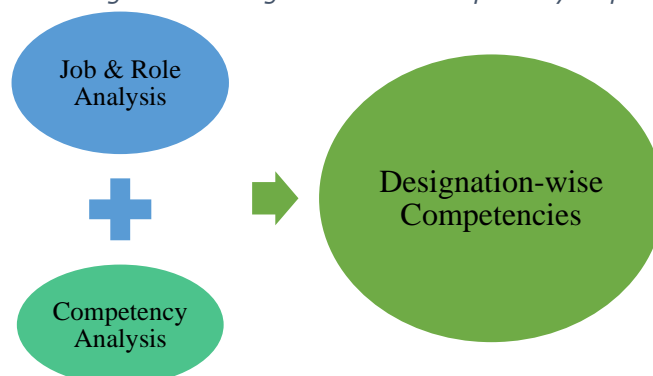 Job & Role
Analysis
Designation-wise
Competencies
Competency
Analysis